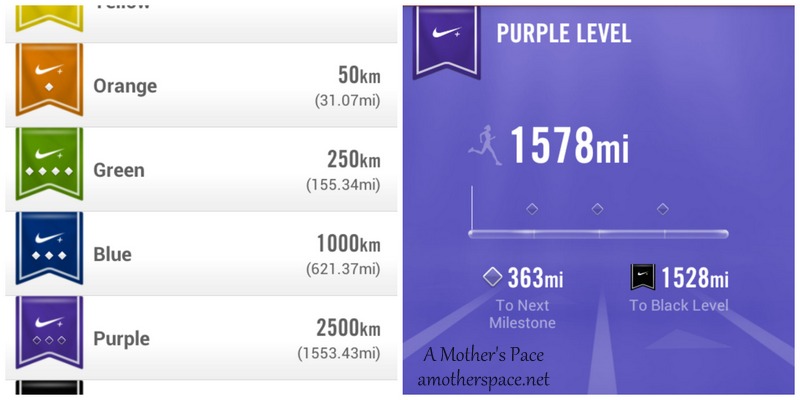 Yellow
Orange
50km
(31.07mi)
Green
250km
(155.34mi)
Blue
1000km
(621.37mi)
Purple
2500km
(1553.43mi)
PURPLE LEVEL
1578mi
363mi
To Next
Milestone
1528mi
To Black Level
A Mother's Pace
amotherspace.net